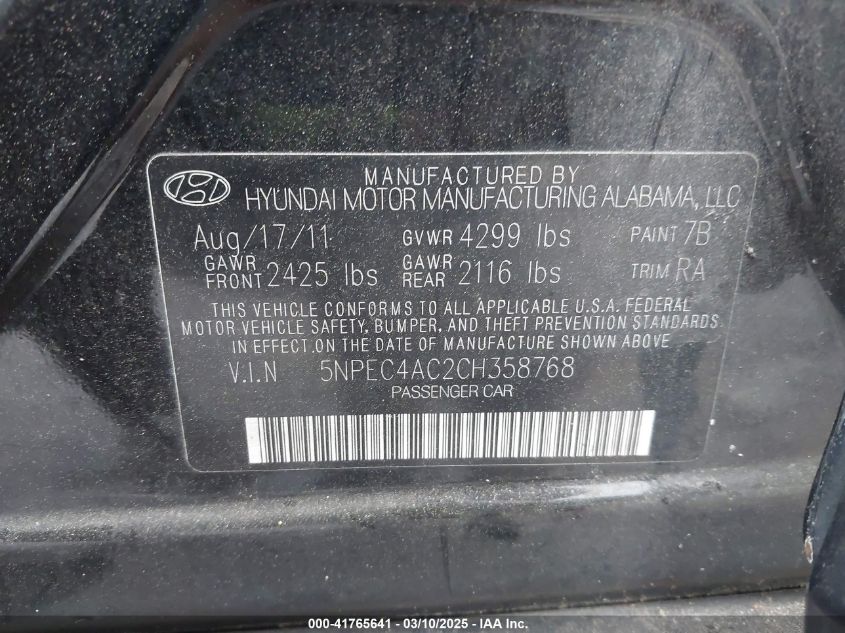 MANUFACTURED BY
HYUNDAI MOTOR MANUFACTURING ALABAMA, LLC
Aug/17/11 GVWR 4299 lbs PAINT 7B
GAWR FRONT 2425 lbs GAWR REAR 2116 lbs TRIM RA
THIS VEHICLE CONFORMS TO ALL APPLICABLE U.S.A. FEDERAL
MOTOR VEHICLE SAFETY, BUMPER, AND THEFT PREVENTION STANDARDS
IN EFFECT ON THE DATE OF MANUFACTURE SHOWN ABOVE
V.I.N 5NPEC4AC2CH358768
PASSENGER CAR
000-41765641 - 03/10/2025 - IAA Inc.